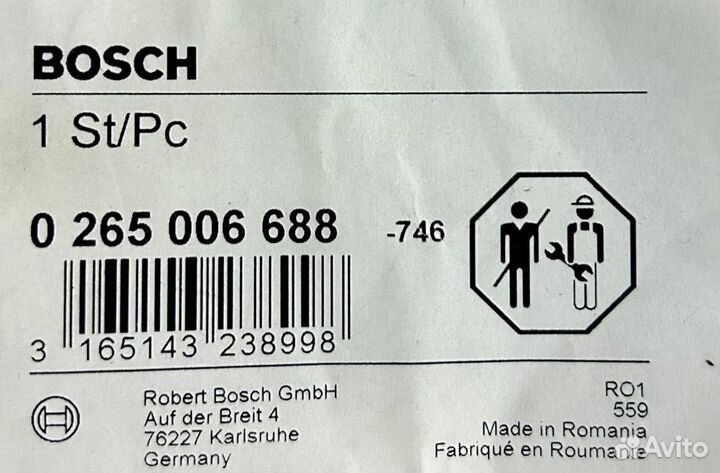 BOSCH
1 St/Pc
0 265 006 688 -746
3 165143 238998
Robert Bosch GmbH
Auf der Breit 4
76227 Karlsruhe
Germany
RO1
559
Made in Romania
Fabriqué en Roumanie
Avito